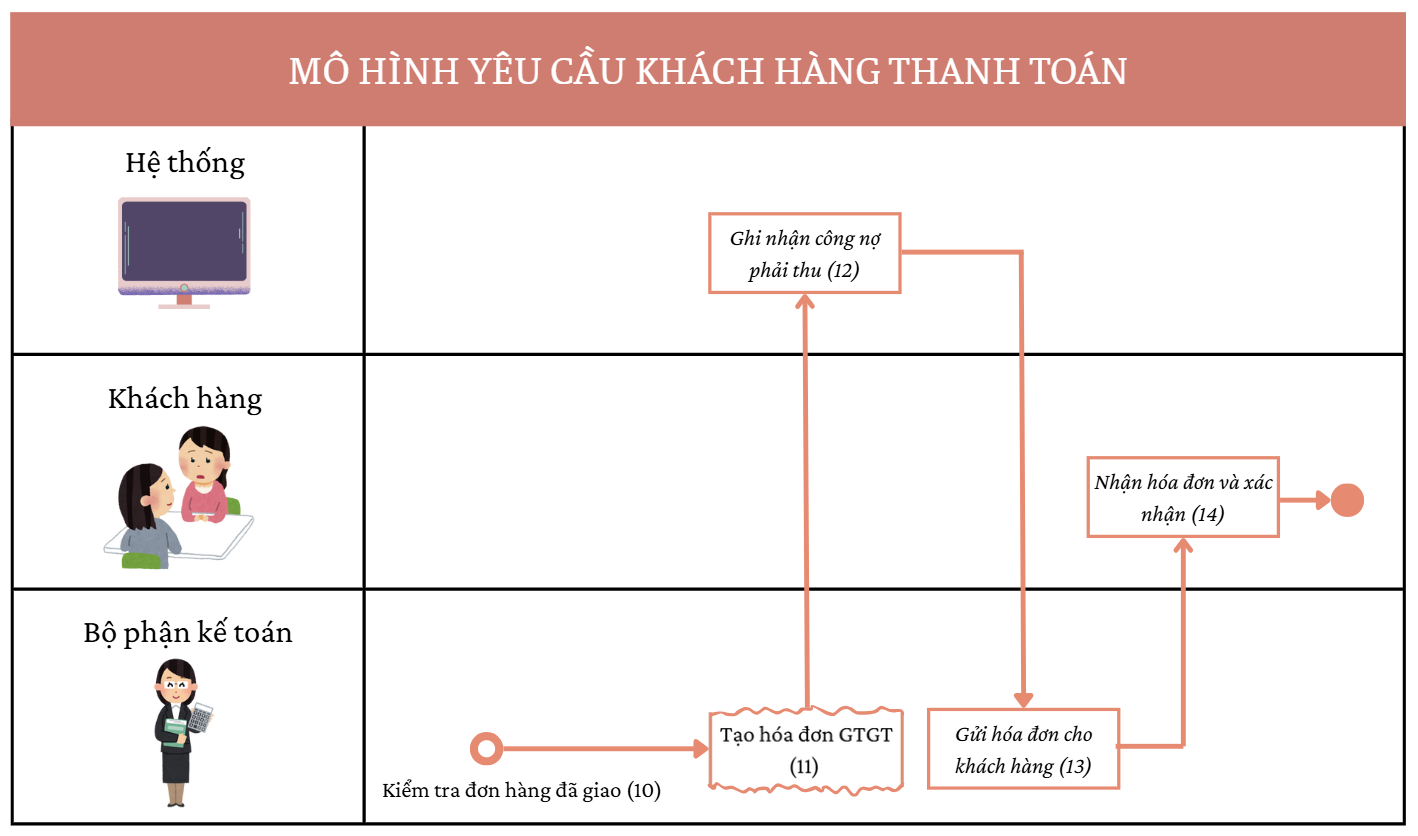 MÔ HÌNH YÊU CẦU KHÁCH HÀNG THANH TOÁN
Hệ thống
Ghi nhận công nợ
phải thu (12)
Khách hàng
Nhận hóa đơn và xác
nhận (14)
Bộ phận kế toán
Kiểm tra đơn hàng đã giao (10)
Tạo hóa đơn GTGT
(11)
Gửi hóa đơn cho
khách hàng (13)